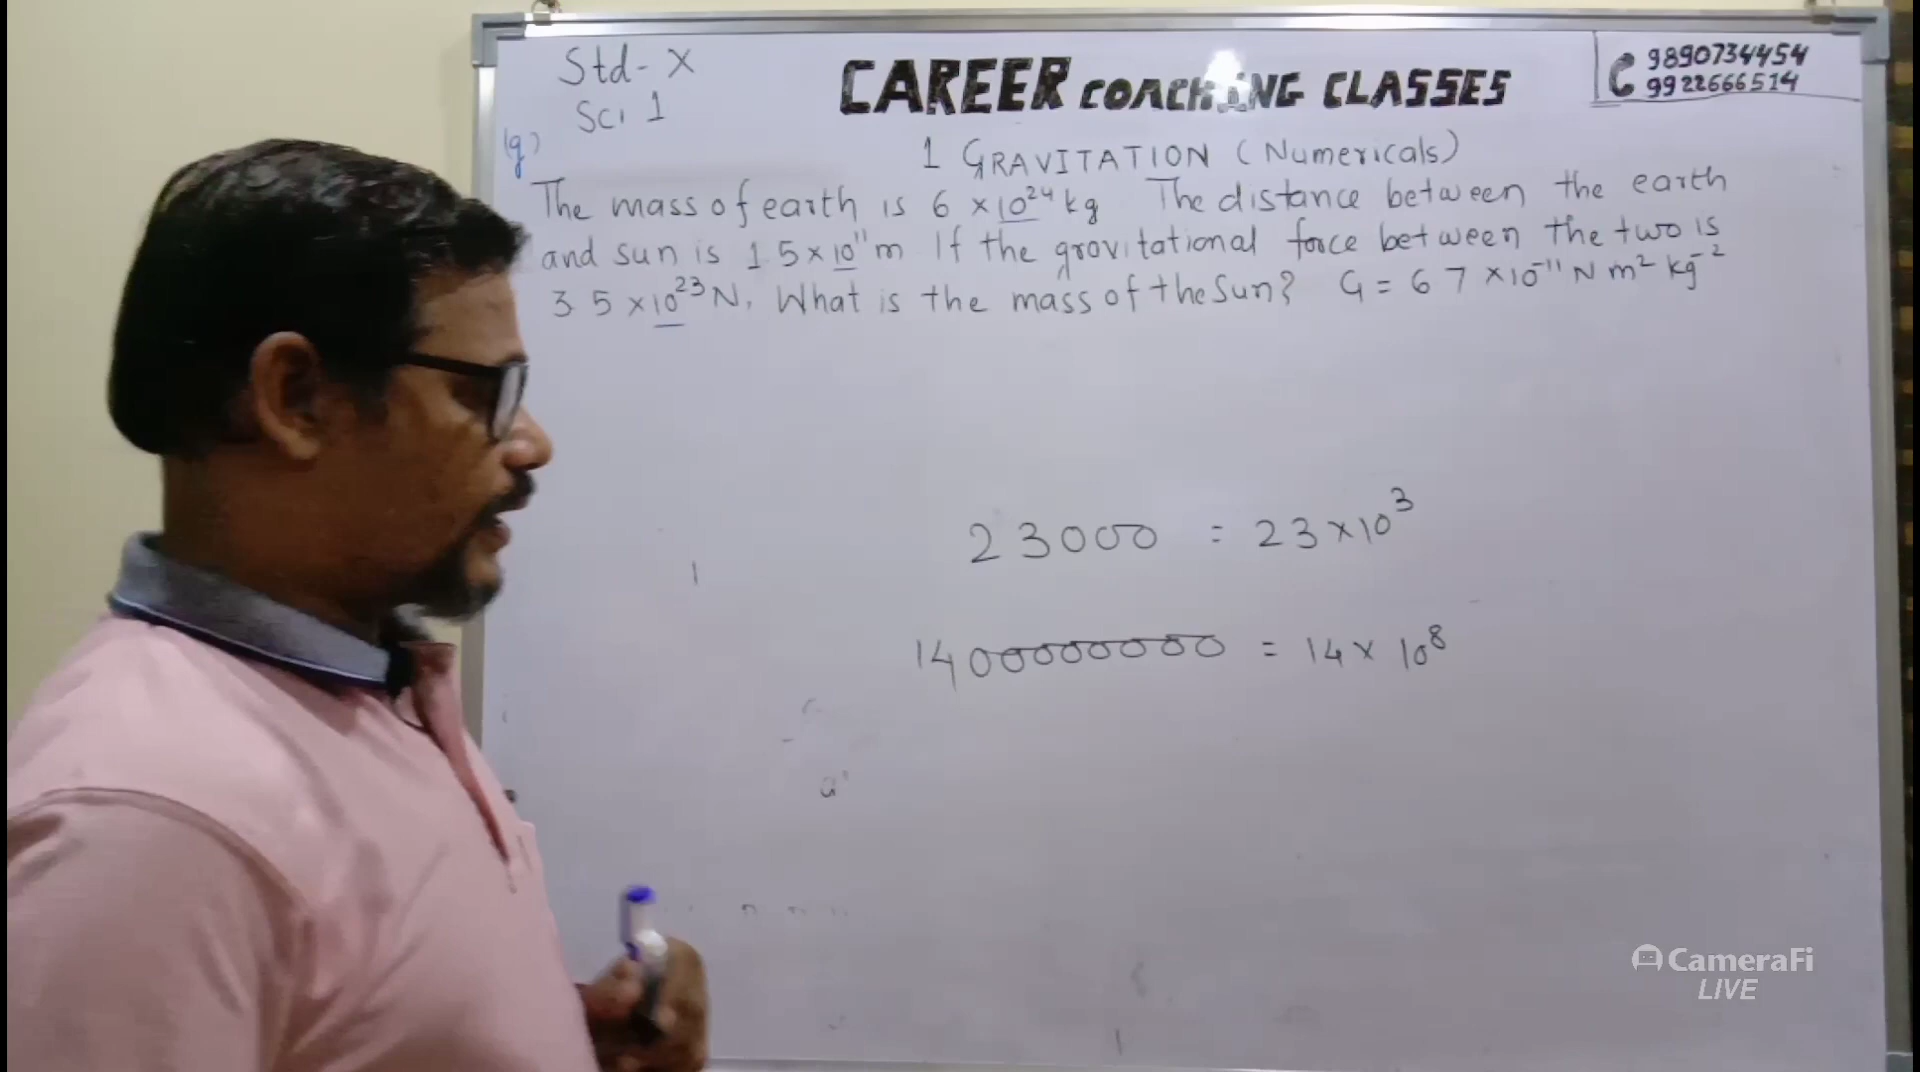 Std- X
Sci 1
CAREER COACHING CLASSES
9890734454
9922666514
(g)
1 GRAVITATION (Numericals)
The mass of earth is 6 × 10²⁴ kg The distance between the earth
and sun is 1 5 × 10¹¹ m If the gravitational force between the two is
3 5 × 10²³ N. What is the mass of the Sun? G = 6 7 × 10⁻¹¹ N m² kg⁻²
23000 = 23×10³
1400000000 = 14× 10⁸
CameraFi
LIVE